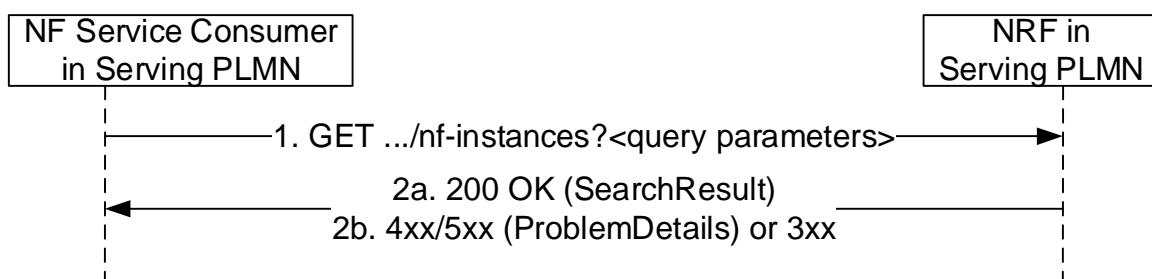 NF Service Consumer
in Serving PLMN
NRF in
Serving PLMN
1. GET .../nf-instances?<query parameters>
2a. 200 OK (SearchResult)
2b. 4xx/5xx (ProblemDetails) or 3xx